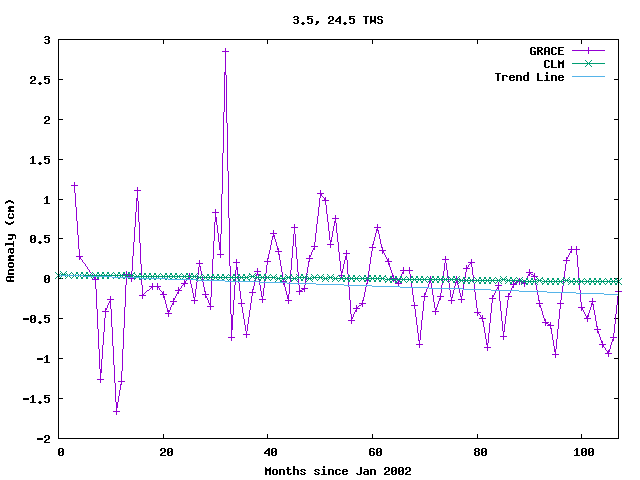 3.5, 24.5 TWS
GRACE
CLM
Trend Line
3
2.5
2
1.5
1
0.5
0
-0.5
-1
-1.5
-2
Anomaly (cm)
0 20 40 60 80 100
Months since Jan 2002